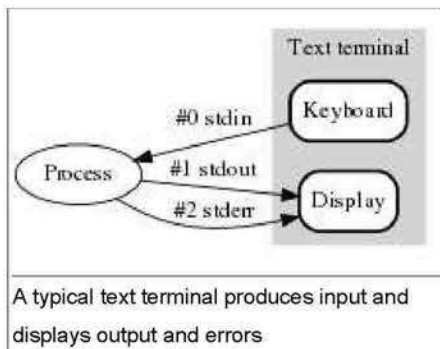 Text terminal
Keyboard
#0 stdin
Process
#1 stdout
Display
#2 stderr
A typical text terminal produces input and
displays output and errors